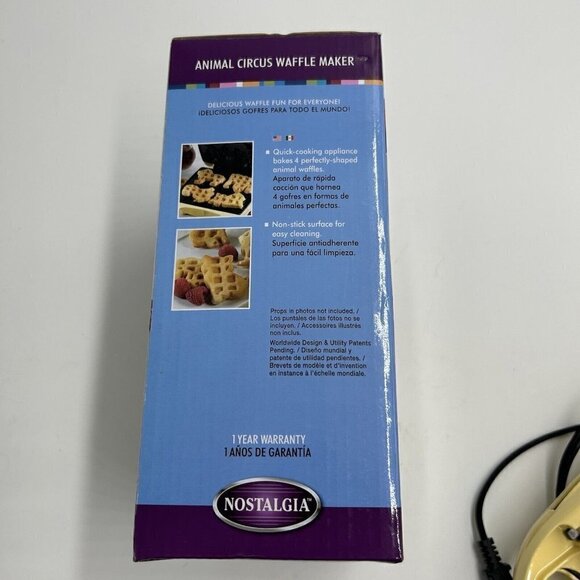 ANIMAL CIRCUS WAFFLE MAKER™
DELICIOUS WAFFLE FUN FOR EVERYONE!
¡DELICIOSOS GOFRES PARA TODO EL MUNDO!
Quick-cooking appliance
bakes 4 perfectly-shaped
animal waffles.
Aparato de rápida
cocción que hornea
4 gofres en formas de
animales perfectas.
Non-stick surface for
easy cleaning.
Superficie antiadherente
para una fácil limpieza.
Props in photos not included. /
Los puntales de las fotos no se
incluyen. / Accessoires illustrés
non inclus.
Worldwide Design & Utility Patents
Pending. / Diseño mundial y
patente de utilidad pendientes. /
Brevets de modèle et d'invention
en instance à l'échelle mondiale.
1 YEAR WARRANTY
1 AÑOS DE GARANTÍA
NOSTALGIA™